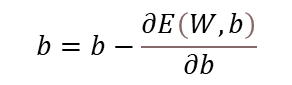 b = b − ∂E(W, b) / ∂b